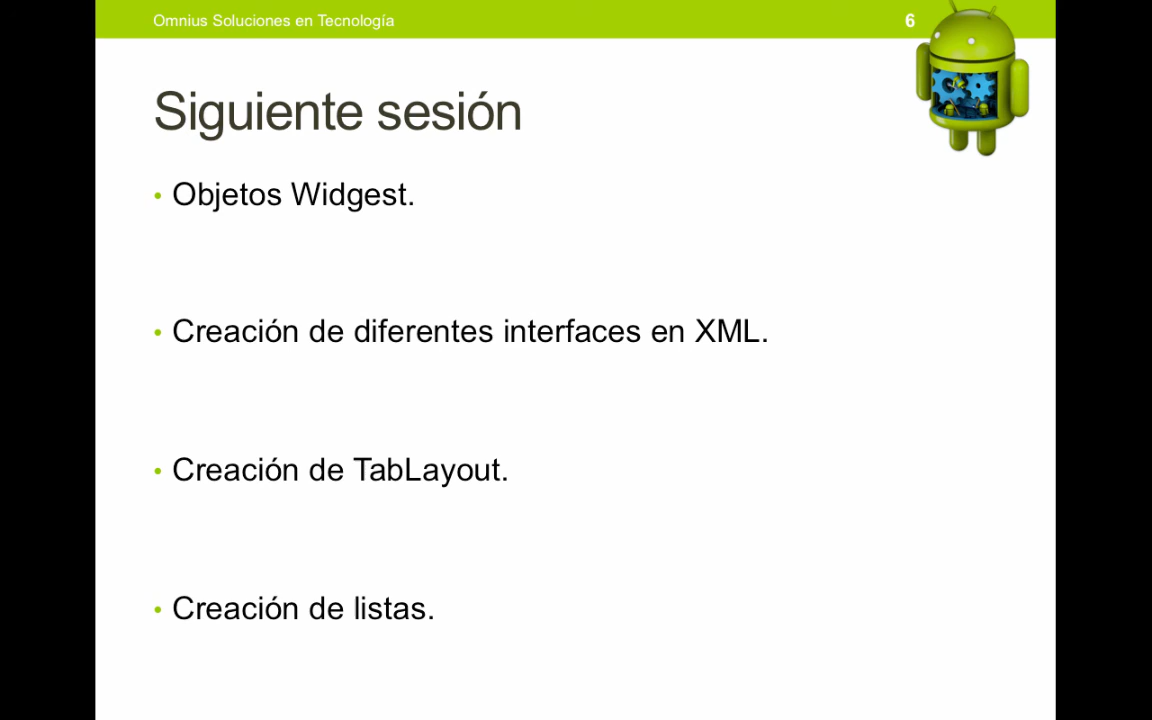 Omnius Soluciones en Tecnología
6
Siguiente sesión
• Objetos Widgest.
• Creación de diferentes interfaces en XML.
• Creación de TabLayout.
• Creación de listas.